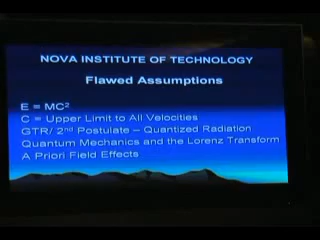 NOVA INSTITUTE OF TECHNOLOGY
Flawed Assumptions
E = MC²
C = Upper Limit to All Velocities
GTR/ 2nd Postulate – Quantized Radiation
Quantum Mechanics and the Lorenz Transform
A Priori Field Effects